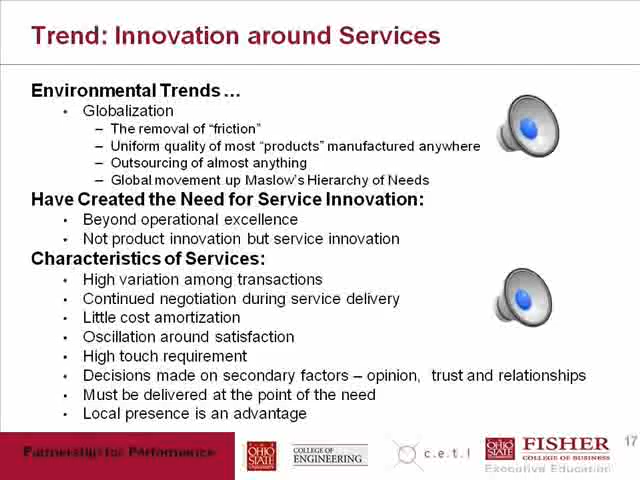 Trend: Innovation around Services
Environmental Trends …
• Globalization
– The removal of "friction"
– Uniform quality of most "products" manufactured anywhere
– Outsourcing of almost anything
– Global movement up Maslow's Hierarchy of Needs
Have Created the Need for Service Innovation:
• Beyond operational excellence
• Not product innovation but service innovation
Characteristics of Services:
• High variation among transactions
• Continued negotiation during service delivery
• Little cost amortization
• Oscillation around satisfaction
• High touch requirement
• Decisions made on secondary factors – opinion, trust and relationships
• Must be delivered at the point of the need
• Local presence is an advantage
Partnership for Performance
OHIO
STATE
UNIVERSITY
COLLEGE OF
ENGINEERING
c.e.t.i
OHIO
STATE
FISHER
COLLEGE OF BUSINESS
Executive Education
17